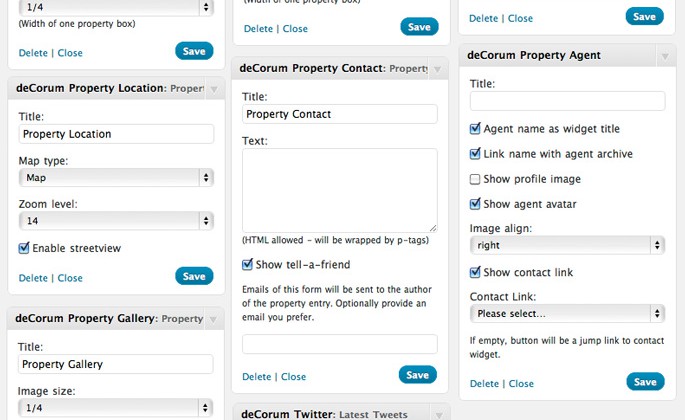 1/4
(Width of one property box)
Delete | Close
Save
deCorum Property Location: Propert
Title:
Property Location
Map type:
Map
Zoom level:
14
Enable streetview
Delete | Close
Save
deCorum Property Gallery: Property
Title:
Property Gallery
Image size:
1/4
(Width of one property box)
Delete | Close
Save
deCorum Property Contact: Property
Title:
Property Contact
Text:
(HTML allowed - will be wrapped by p-tags)
Show tell-a-friend
Emails of this form will be sent to the author
of the property entry. Optionally provide an
email you prefer.
Delete | Close
Save
deCorum Twitter: Latest Tweets
Delete | Close
Save
deCorum Property Agent
Title:
Agent name as widget title
Link name with agent archive
Show profile image
Show agent avatar
Image align:
right
Show contact link
Contact Link:
Please select...
If empty, button will be a jump link to contact
widget.
Delete | Close
Save